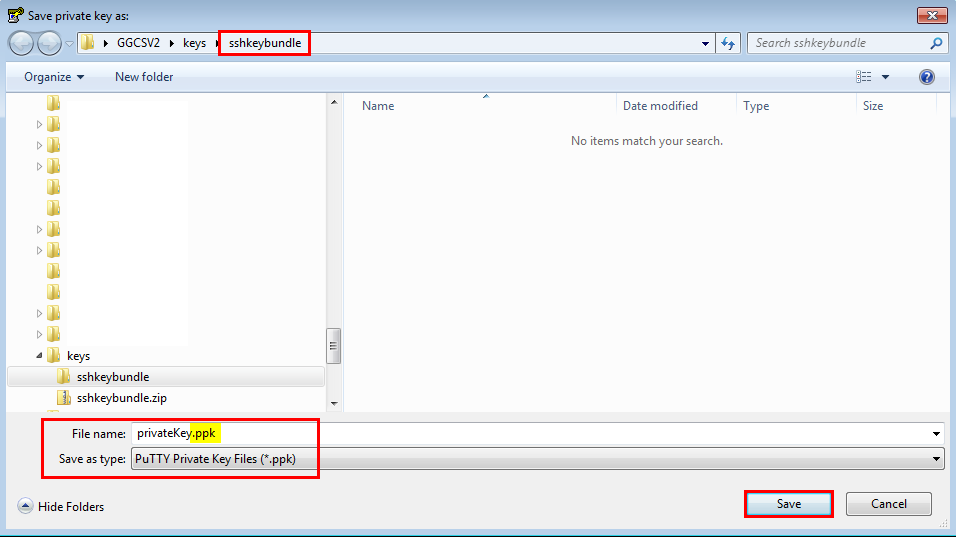 Save private key as:
GGCSV2 keys sshkeybundle
Search sshkeybundle
Organize New folder
Name Date modified Type Size
No items match your search.
keys
sshkeybundle
sshkeybundle.zip
File name: privateKey.ppk
Save as type: PuTTY Private Key Files (*.ppk)
Hide Folders Save Cancel